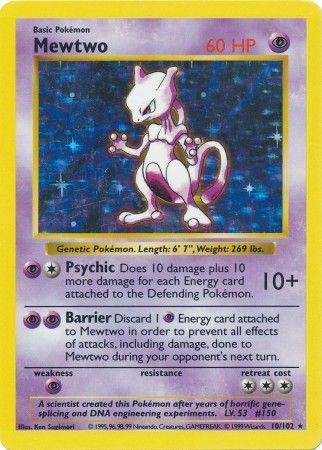 Basic Pokémon
Mewtwo 60 HP
Genetic Pokémon. Length: 6' 7", Weight: 269 lbs.
Psychic Does 10 damage plus 10
more damage for each Energy card
attached to the Defending Pokémon.
10+
Barrier Discard 1 Energy card attached
to Mewtwo in order to prevent all effects
of attacks, including damage, done to
Mewtwo during your opponent's next turn.
weakness resistance retreat cost
A scientist created this Pokémon after years of horrific gene-
splicing and DNA engineering experiments. LV. 53 #150
Illus. Ken Sugimori ©1995, 96, 98, 99 Nintendo, Creatures, GAMEFREAK. ©1999 Wizards. 10/102 ★